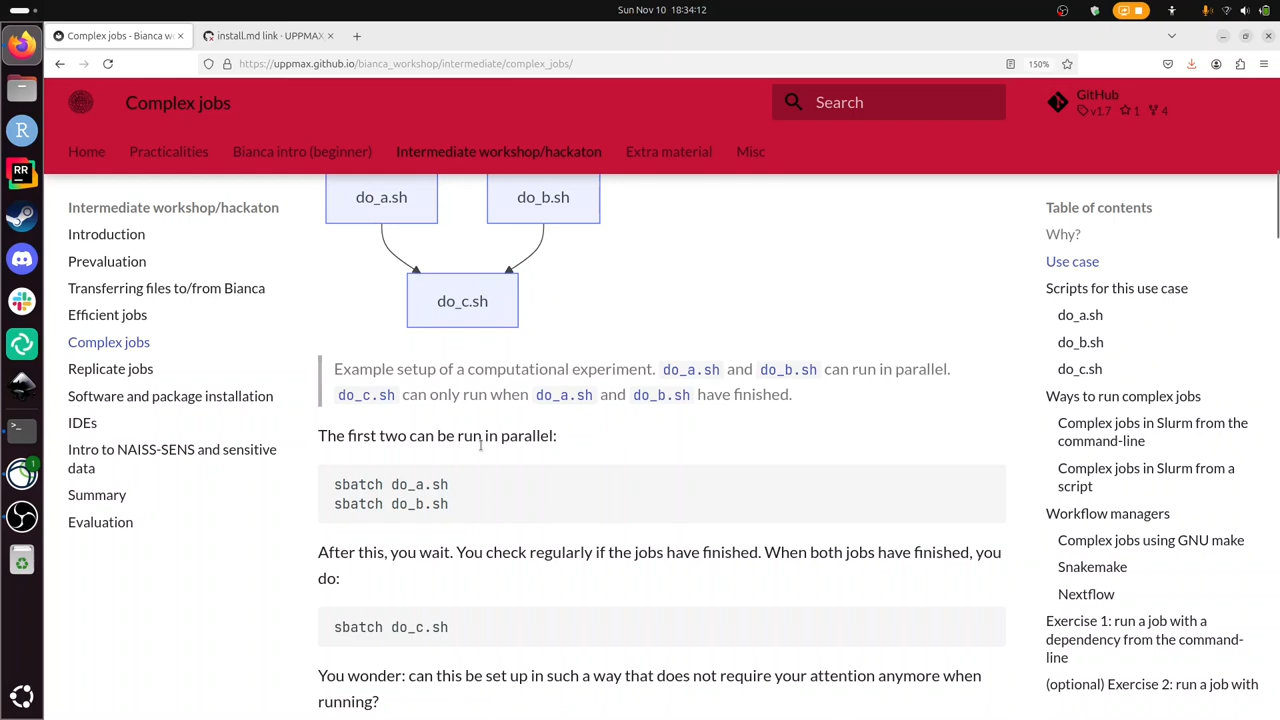 Sun Nov 10 18:34:12
Complex jobs - Bianca w
install.md link · UPPMAX
https://uppmax.github.io/bianca_workshop/intermediate/complex_jobs/
150%
Complex jobs
Search
GitHub
v1.7 1 4
Home
Practicalities
Bianca intro (beginner)
Intermediate workshop/hackaton
Extra material
Misc
Intermediate workshop/hackaton
Introduction
Prevaluation
Transferring files to/from Bianca
Efficient jobs
Complex jobs
Replicate jobs
Software and package installation
IDEs
Intro to NAISS-SENS and sensitive
data
Summary
Evaluation
do_a.sh
do_b.sh
do_c.sh
Example setup of a computational experiment. do_a.sh and do_b.sh can run in parallel.
do_c.sh can only run when do_a.sh and do_b.sh have finished.
The first two can be run in parallel:
sbatch do_a.sh
sbatch do_b.sh
After this, you wait. You check regularly if the jobs have finished. When both jobs have finished, you
do:
sbatch do_c.sh
You wonder: can this be set up in such a way that does not require your attention anymore when
running?
Table of contents
Why?
Use case
Scripts for this use case
do_a.sh
do_b.sh
do_c.sh
Ways to run complex jobs
Complex jobs in Slurm from the
command-line
Complex jobs in Slurm from a
script
Workflow managers
Complex jobs using GNU make
Snakemake
Nextflow
Exercise 1: run a job with a
dependency from the command-
line
(optional) Exercise 2: run a job with
R
RR
1